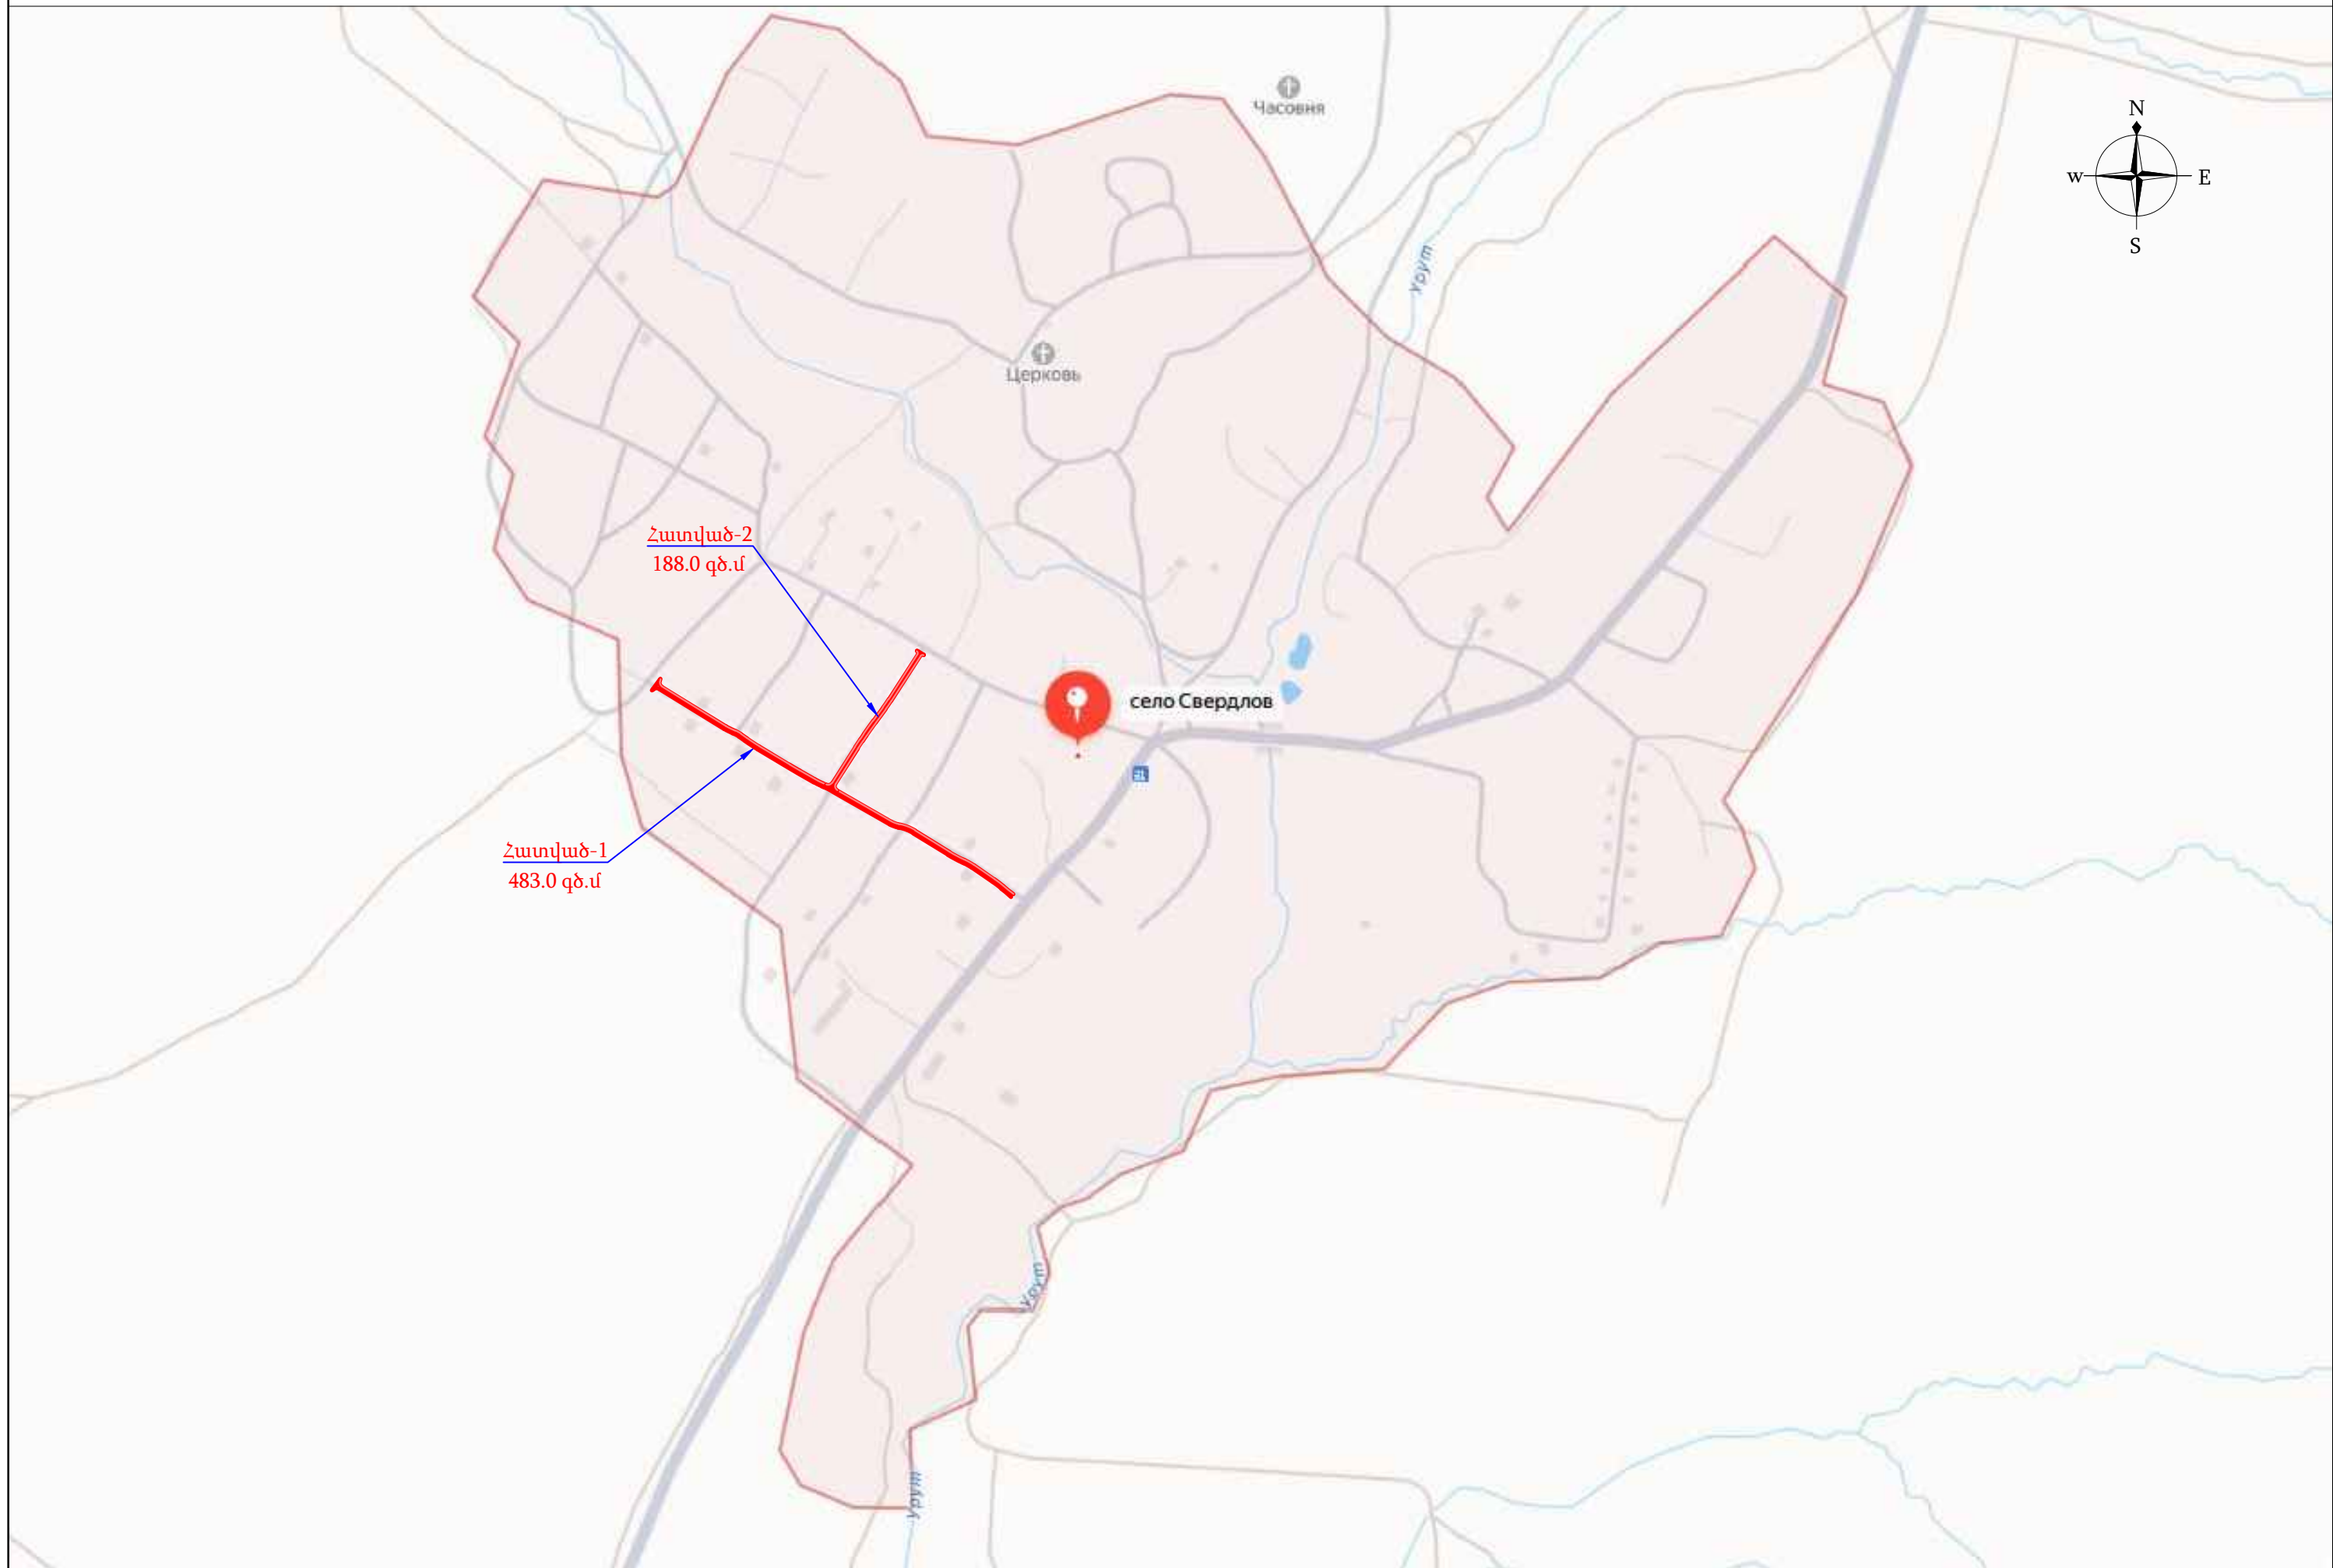 N
Часовня
w
E
S
Урут
Церковь
Հատված-2
188.0 գծ.մ
село Свердлов
Հատված-1
483.0 գծ.մ
Урут
Урут